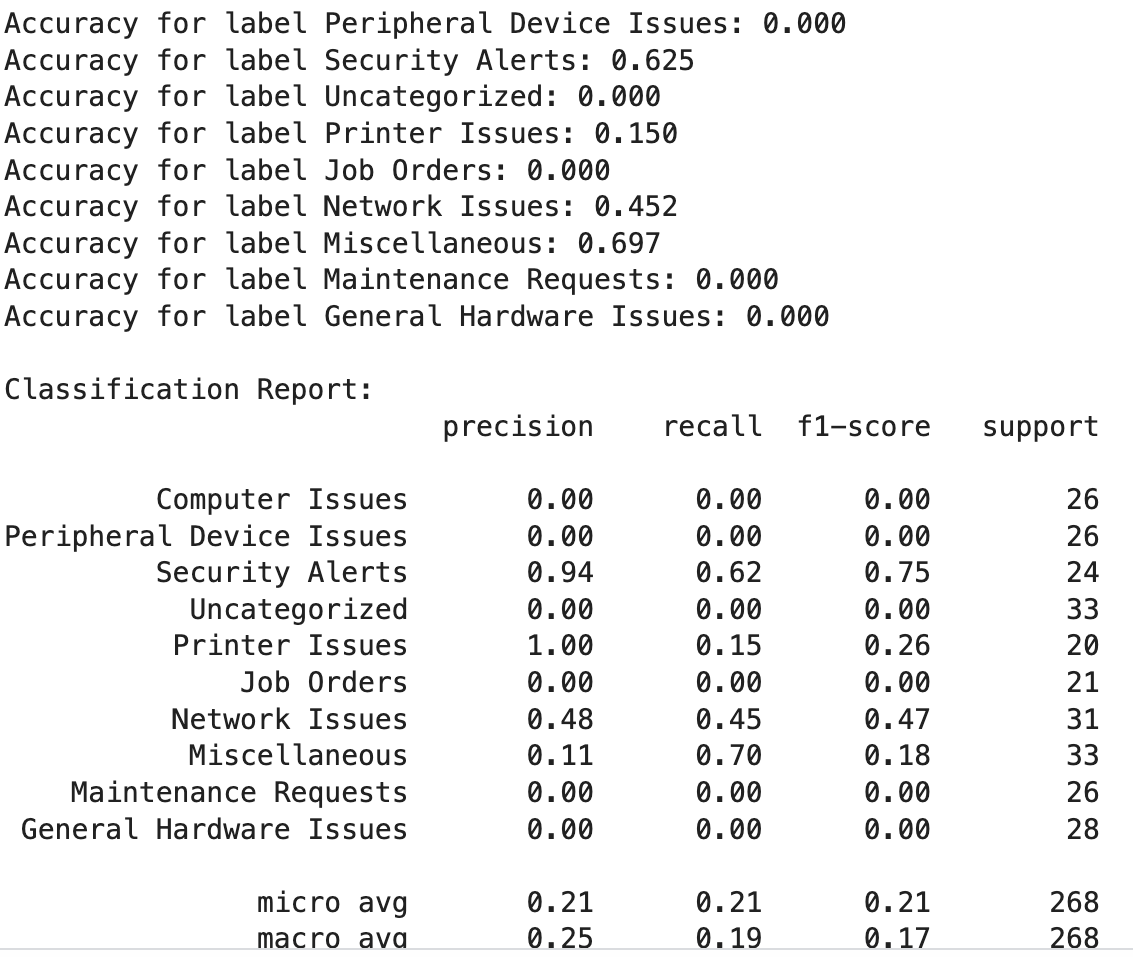 Accuracy for label Peripheral Device Issues: 0.000
Accuracy for label Security Alerts: 0.625
Accuracy for label Uncategorized: 0.000
Accuracy for label Printer Issues: 0.150
Accuracy for label Job Orders: 0.000
Accuracy for label Network Issues: 0.452
Accuracy for label Miscellaneous: 0.697
Accuracy for label Maintenance Requests: 0.000
Accuracy for label General Hardware Issues: 0.000
Classification Report:
precision recall f1-score support
Computer Issues 0.00 0.00 0.00 26
Peripheral Device Issues 0.00 0.00 0.00 26
Security Alerts 0.94 0.62 0.75 24
Uncategorized 0.00 0.00 0.00 33
Printer Issues 1.00 0.15 0.26 20
Job Orders 0.00 0.00 0.00 21
Network Issues 0.48 0.45 0.47 31
Miscellaneous 0.11 0.70 0.18 33
Maintenance Requests 0.00 0.00 0.00 26
General Hardware Issues 0.00 0.00 0.00 28
micro avg 0.21 0.21 0.21 268
macro avg 0.25 0.19 0.17 268